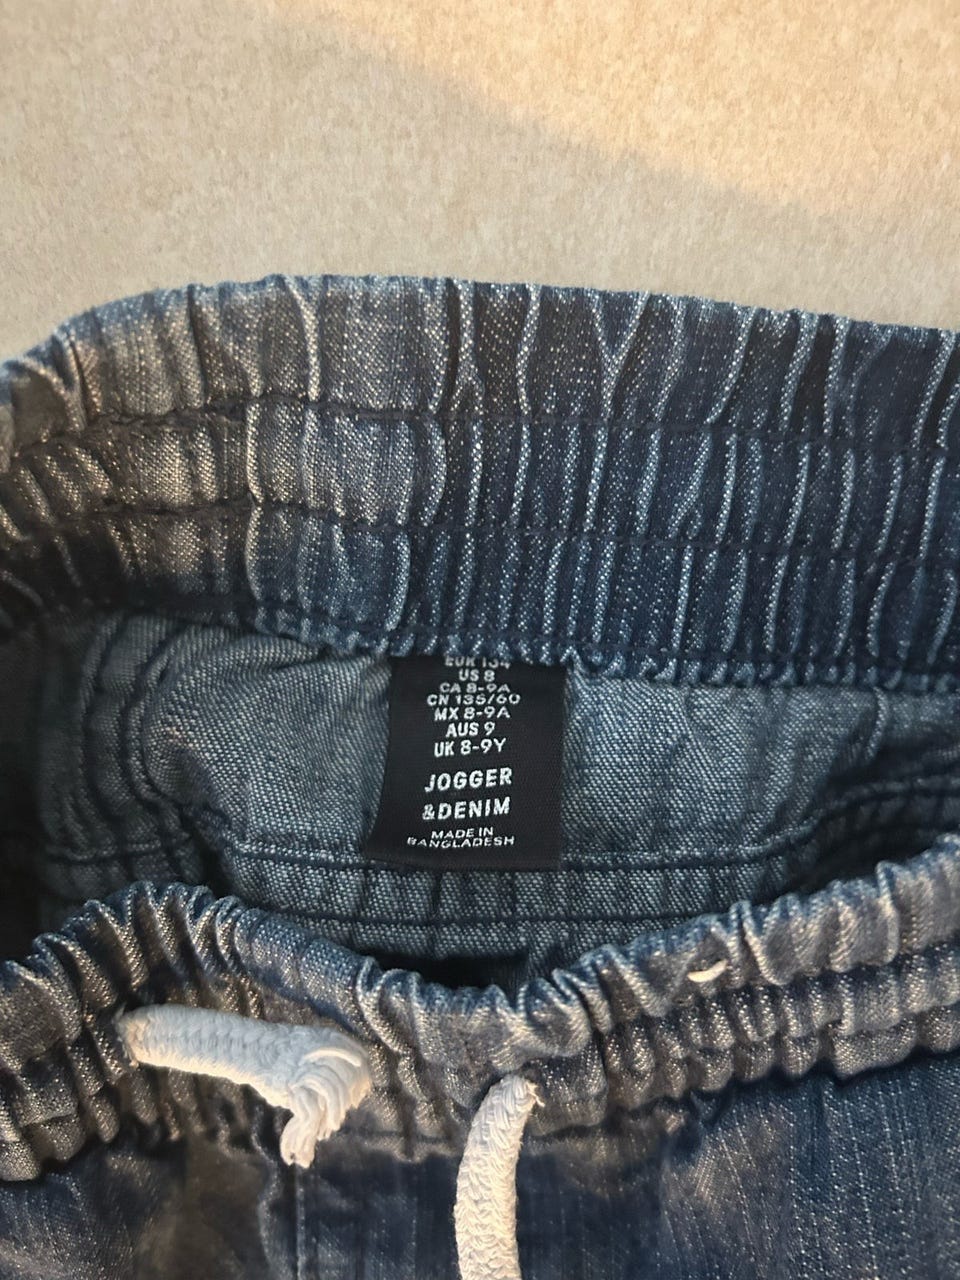 EUR 134
US 8
CA 8-9A
CN 135/60
MX 8-9A
AUS 9
UK 8-9Y
JOGGER
&DENIM
MADE IN
BANGLADESH